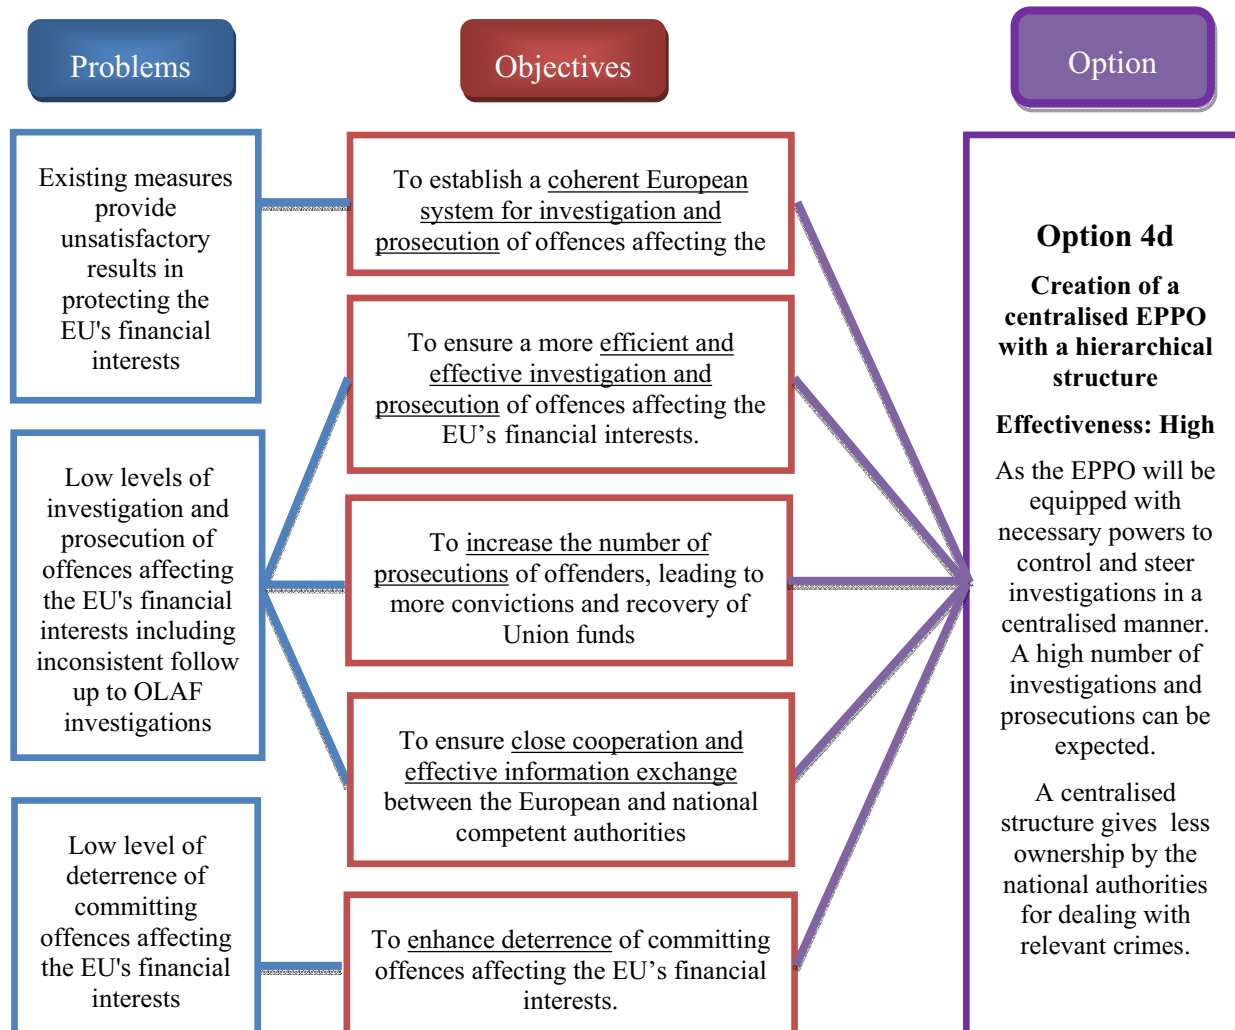 Problems
Objectives
Option
Existing measures
provide
unsatisfactory
results in
protecting the
EU's financial
interests
Low levels of
investigation and
prosecution of
offences affecting
the EU's financial
interests including
inconsistent follow
up to OLAF
investigations
Low level of
deterrence of
committing
offences affecting
the EU's financial
interests
To establish a coherent European
system for investigation and
prosecution of offences affecting the
To ensure a more efficient and
effective investigation and
prosecution of offences affecting the
EU’s financial interests.
To increase the number of
prosecutions of offenders, leading to
more convictions and recovery of
Union funds
To ensure close cooperation and
effective information exchange
between the European and national
competent authorities
To enhance deterrence of committing
offences affecting the EU’s financial
interests.
Option 4d
Creation of a
centralised EPPO
with a hierarchical
structure
Effectiveness: High
As the EPPO will be
equipped with
necessary powers to
control and steer
investigations in a
centralised manner.
A high number of
investigations and
prosecutions can be
expected.
A centralised
structure gives less
ownership by the
national authorities
for dealing with
relevant crimes.